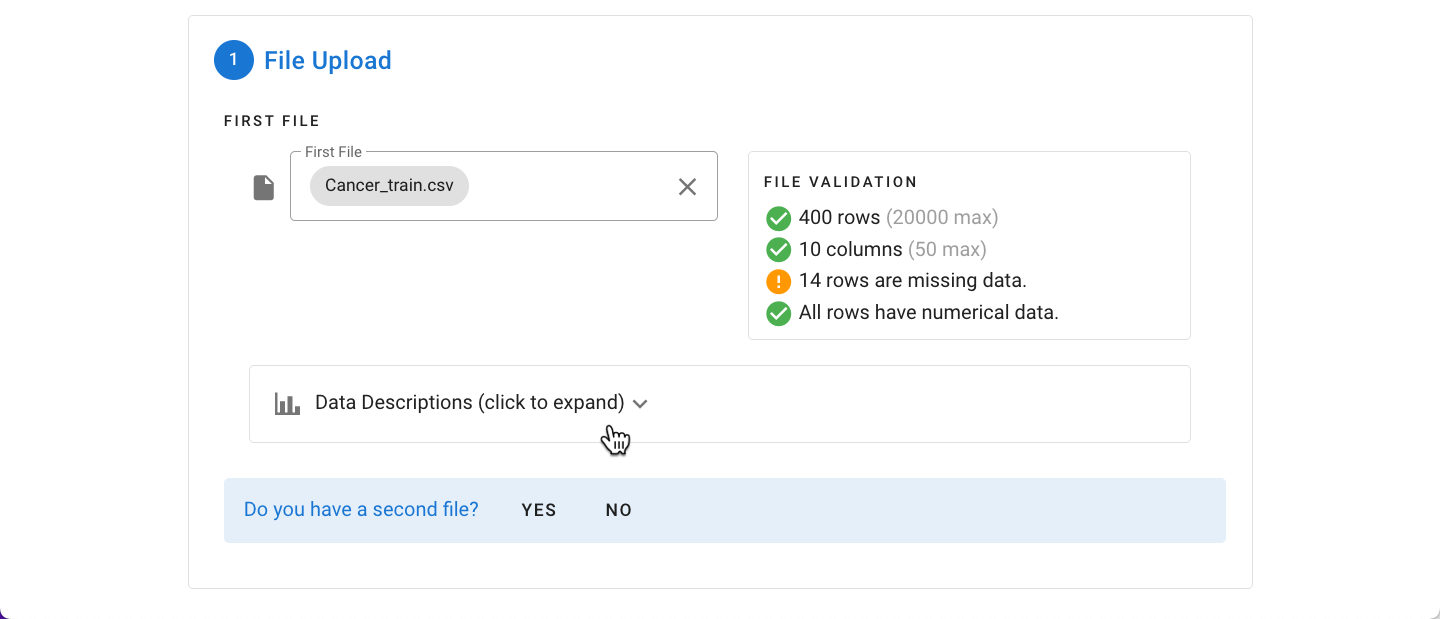 1 File Upload
FIRST FILE
First File
Cancer_train.csv
FILE VALIDATION
400 rows (20000 max)
10 columns (50 max)
14 rows are missing data.
All rows have numerical data.
Data Descriptions (click to expand)
Do you have a second file? YES NO